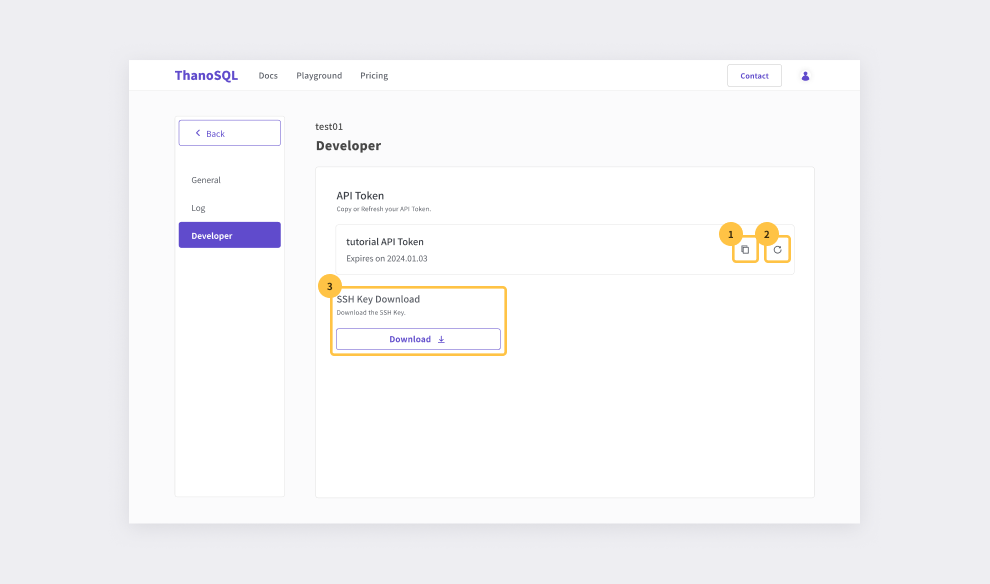 ThanoSQL Docs Playground Pricing Contact
Back
General
Log
Developer
test01
Developer
API Token
Copy or Refresh your API Token.
tutorial API Token
Expires on 2024.01.03
1 2
3
SSH Key Download
Download the SSH Key.
Download